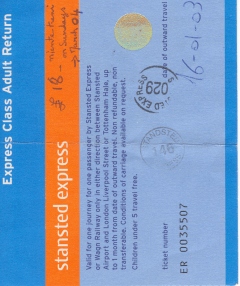 Express Class Adult Return
stansted express
Valid for one journey for one passenger by Stansted Express
or Wagn Railway only in either direction between Stansted
Airport and London Liverpool Street or Tottenham Hale, up
to 1 month from date of outward travel. Non refundable, non
transferable. Conditions of carriage available on request.
Children under 5 travel free.
ticket number
ER 0035507
date of outward travel
16-01-03
029